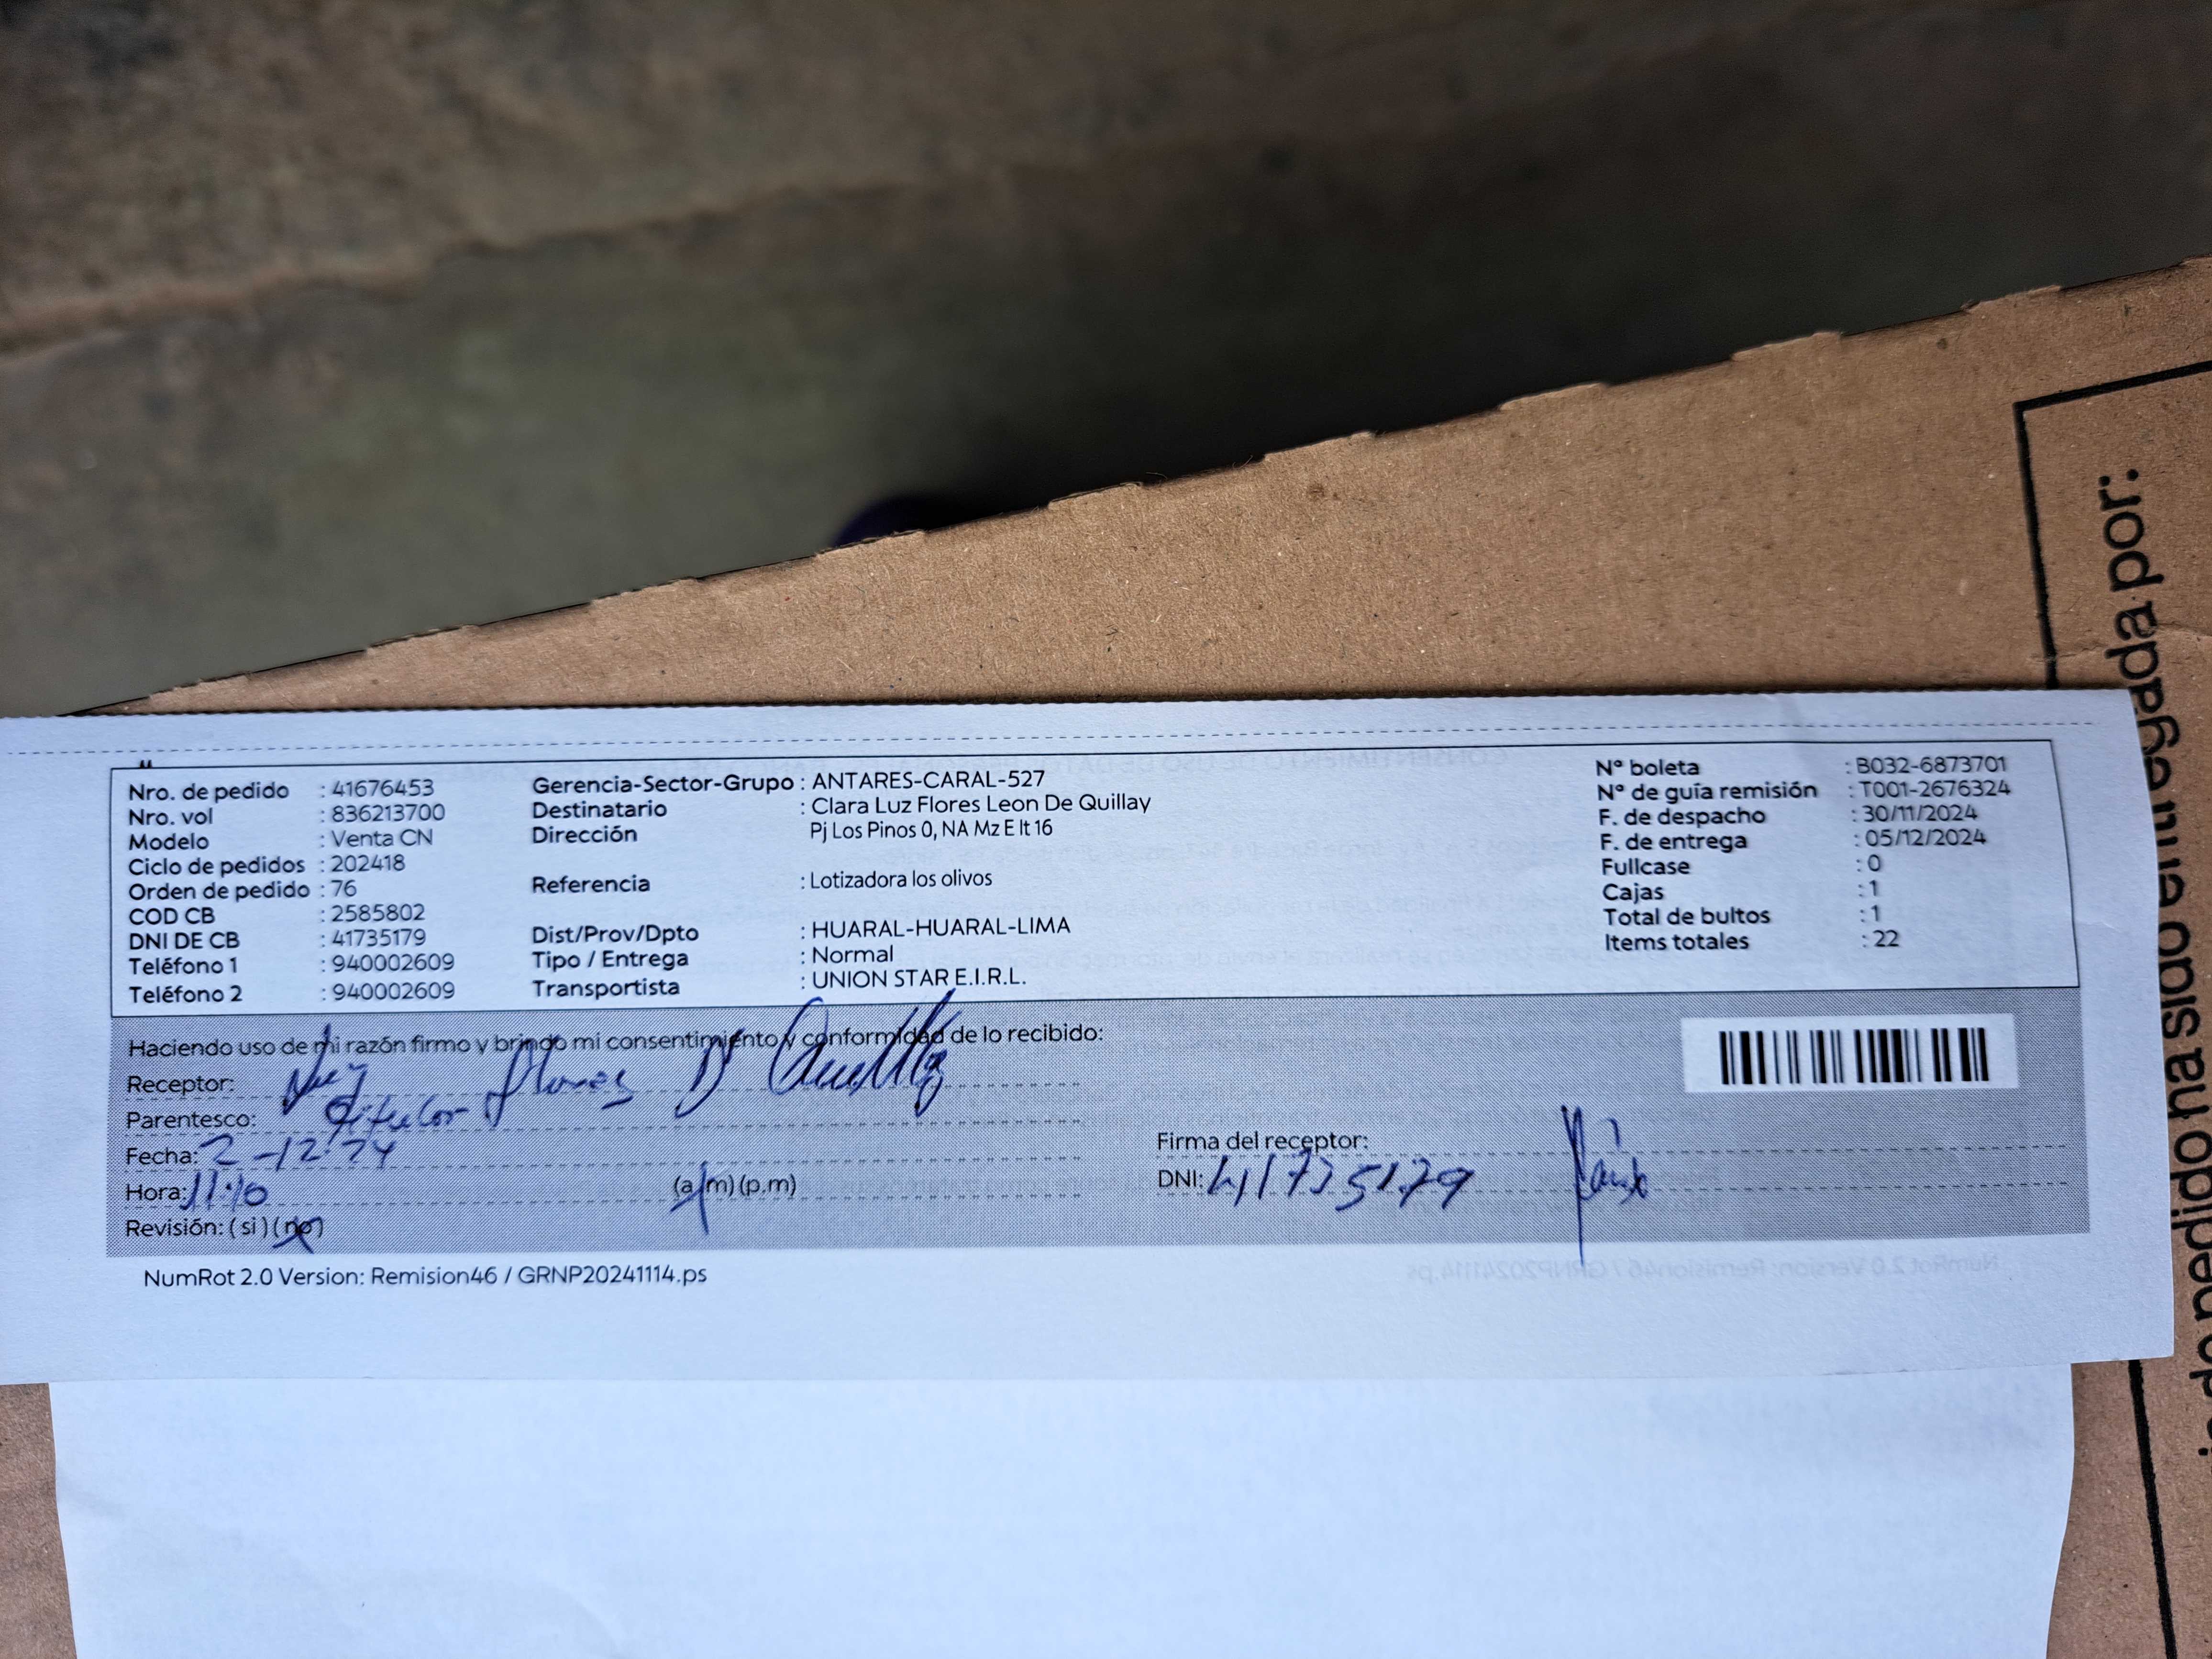 Nro. de pedido : 41676453
Nro. vol : 836213700
Modelo : Venta CN
Ciclo de pedidos : 202418
Orden de pedido : 76
COD CB : 2585802
DNI DE CB : 41735179
Teléfono 1 : 940002609
Teléfono 2 : 940002609
Gerencia-Sector-Grupo : ANTARES-CARAL-527
Destinatario : Clara Luz Flores Leon De Quillay
Dirección Pj Los Pinos 0, NA Mz E lt 16
Referencia : Lotizadora los olivos
Dist/Prov/Dpto : HUARAL-HUARAL-LIMA
Tipo / Entrega : Normal
Transportista : UNION STAR E.I.R.L.
N° boleta : B032-6873701
N° de guía remisión : T001-2676324
F. de despacho : 30/11/2024
F. de entrega : 05/12/2024
Fullcase : 0
Cajas : 1
Total de bultos : 1
Items totales : 22
Haciendo uso de mi razón firmo y brindo mi consentimiento y conformidad de lo recibido:
Receptor: Luz Flores D Quillay
Parentesco: titular
Fecha: 2-12-24
Hora: 11:10 (a.m) (p.m)
Revisión: (si) (no)
Firma del receptor:
DNI: 41735179
NumRot 2.0 Version: Remision46 / GRNP20241114.ps
pedido ha sido entregada por: